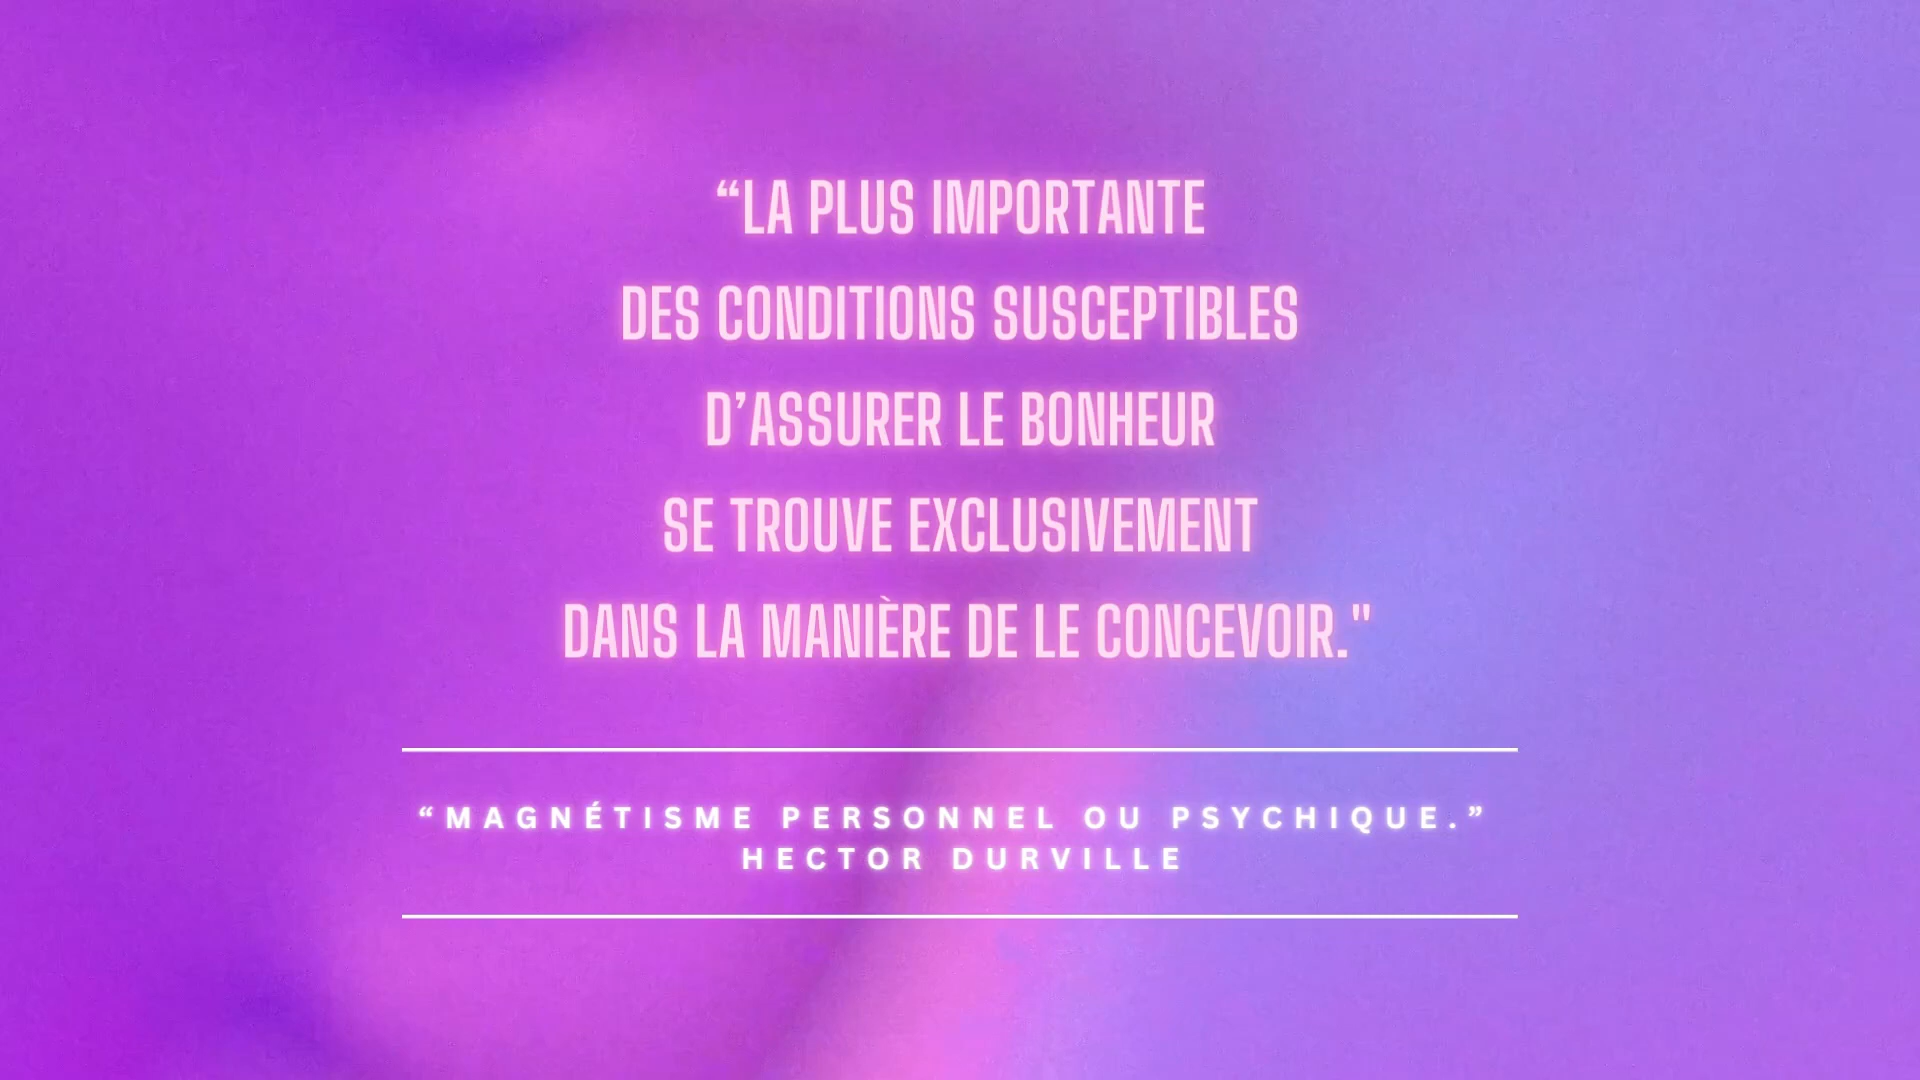 “LA PLUS IMPORTANTE
DES CONDITIONS SUSCEPTIBLES
D’ASSURER LE BONHEUR
SE TROUVE EXCLUSIVEMENT
DANS LA MANIÈRE DE LE CONCEVOIR."
“MAGNÉTISME PERSONNEL OU PSYCHIQUE.”
HECTOR DURVILLE